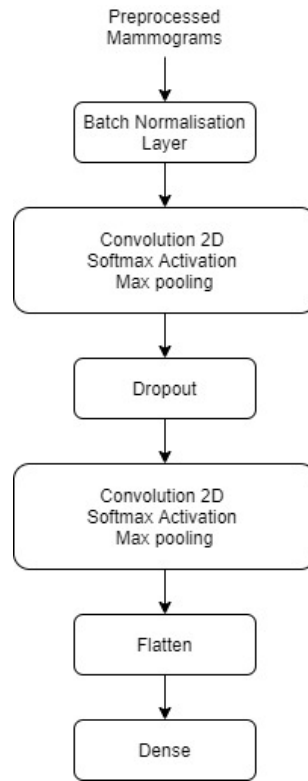 Preprocessed
Mammograms
Batch Normalisation
Layer
Convolution 2D
Softmax Activation
Max pooling
Dropout
Convolution 2D
Softmax Activation
Max pooling
Flatten
Dense